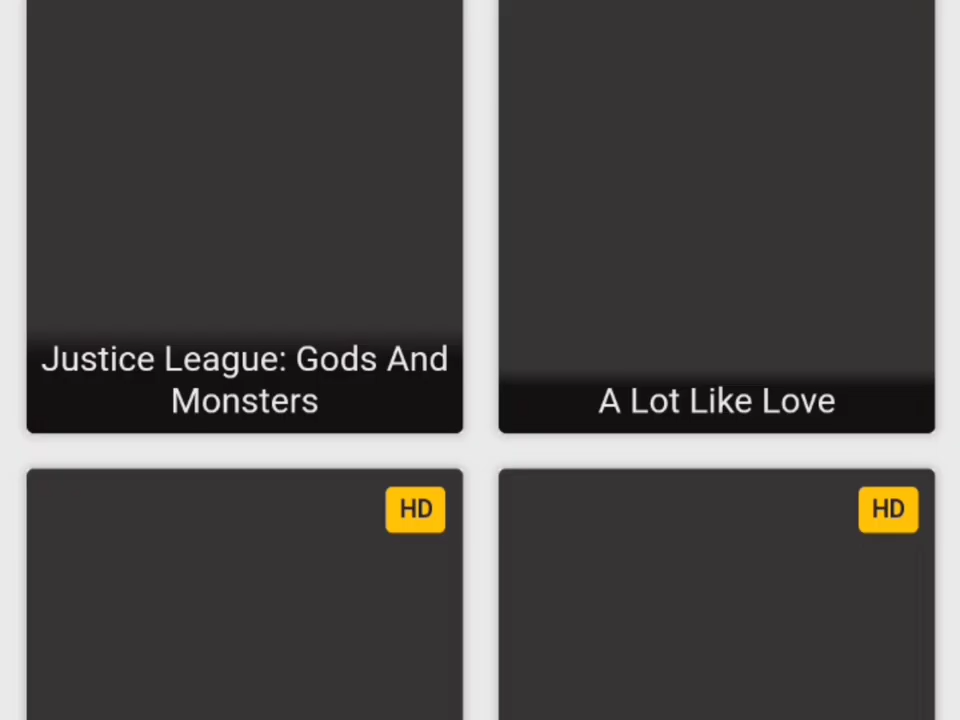 Justice League: Gods And
Monsters
A Lot Like Love
HD
HD